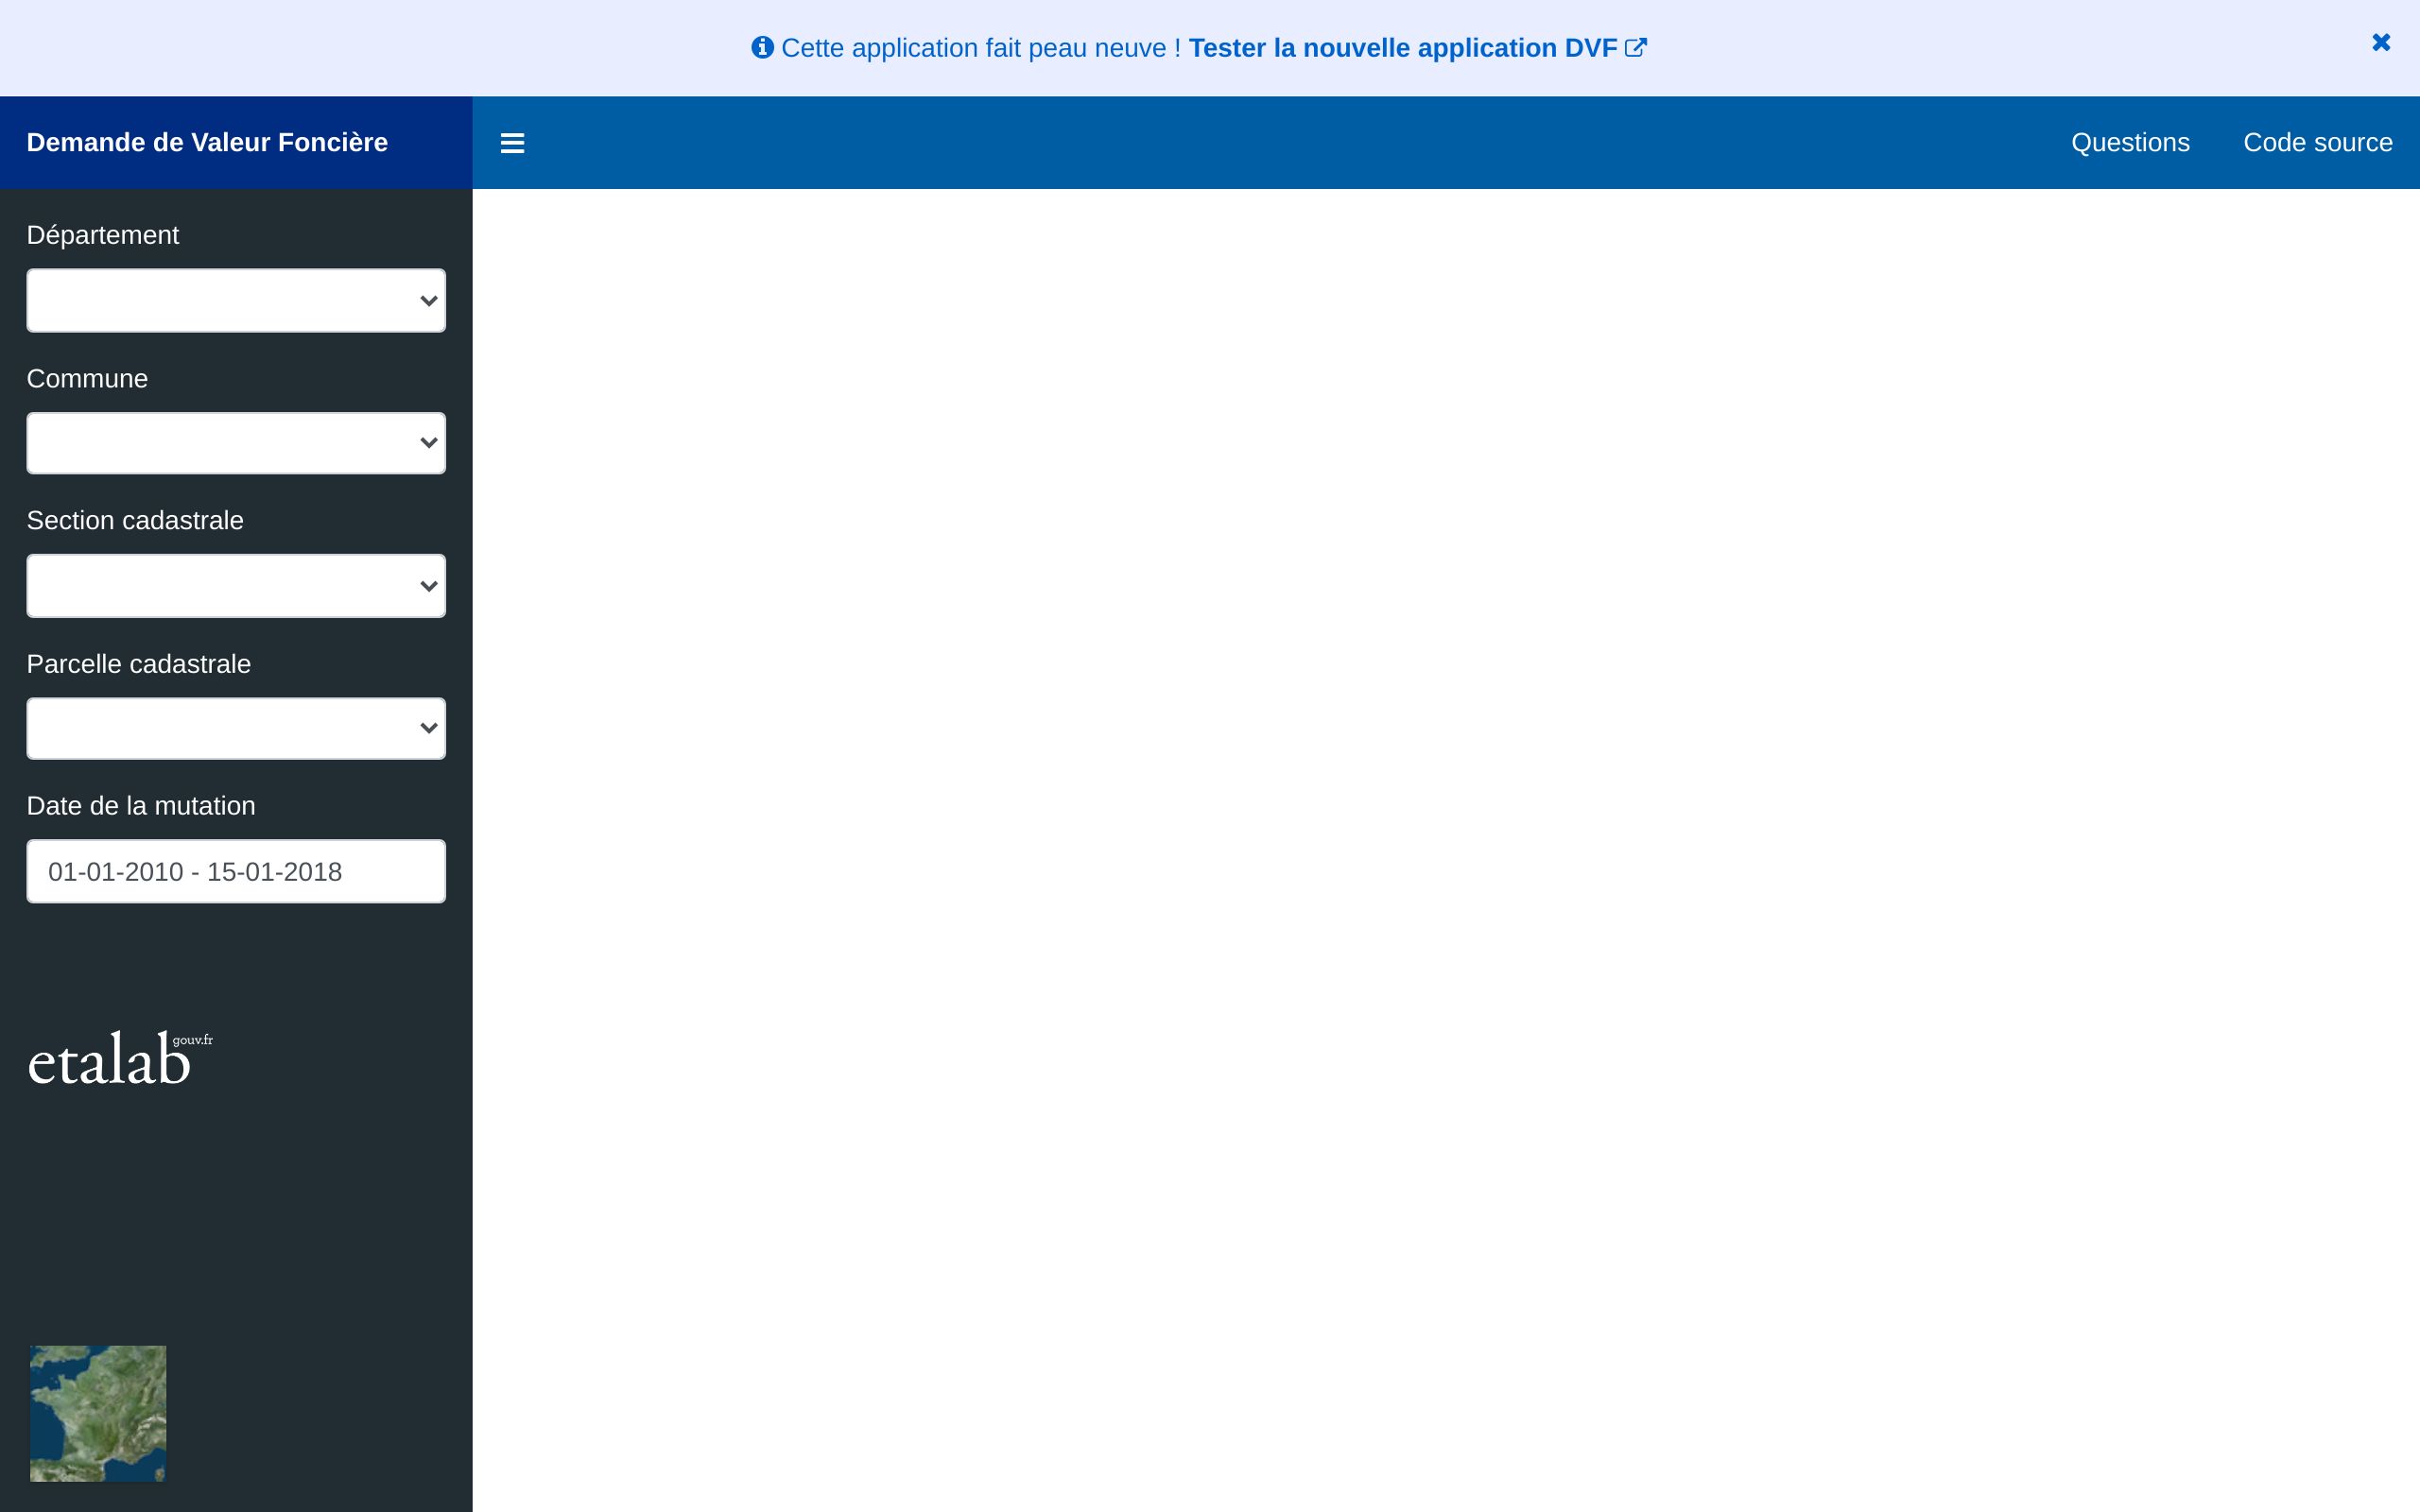 Cette application fait peau neuve ! Tester la nouvelle application DVF
Demande de Valeur Foncière
Questions
Code source
Département
Commune
Section cadastrale
Parcelle cadastrale
Date de la mutation
01-01-2010 - 15-01-2018
etalab gouv.fr